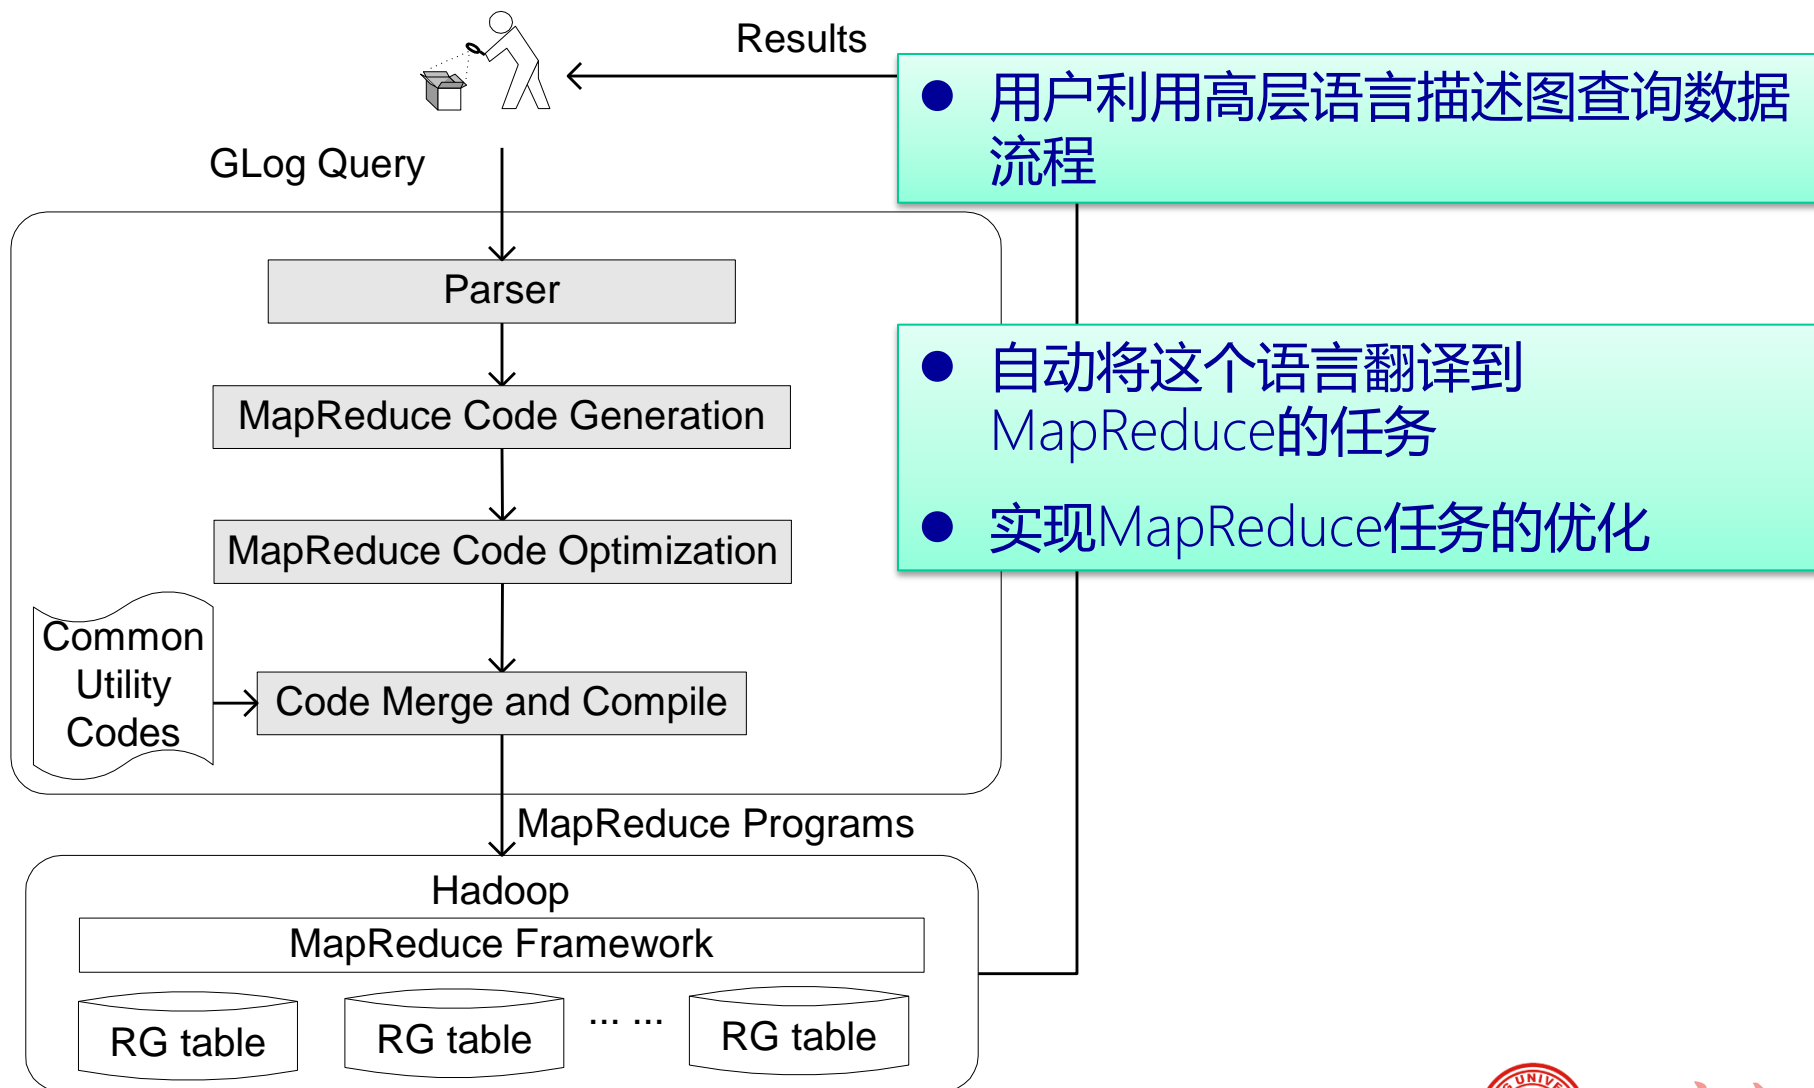 Results
● 用户利用高层语言描述图查询数据
流程
GLog Query
Parser
● 自动将这个语言翻译到
MapReduce的任务
MapReduce Code Generation
● 实现MapReduce任务的优化
MapReduce Code Optimization
Common
Utility
Codes
Code Merge and Compile
MapReduce Programs
Hadoop
MapReduce Framework
RG table
RG table
... ...
RG table